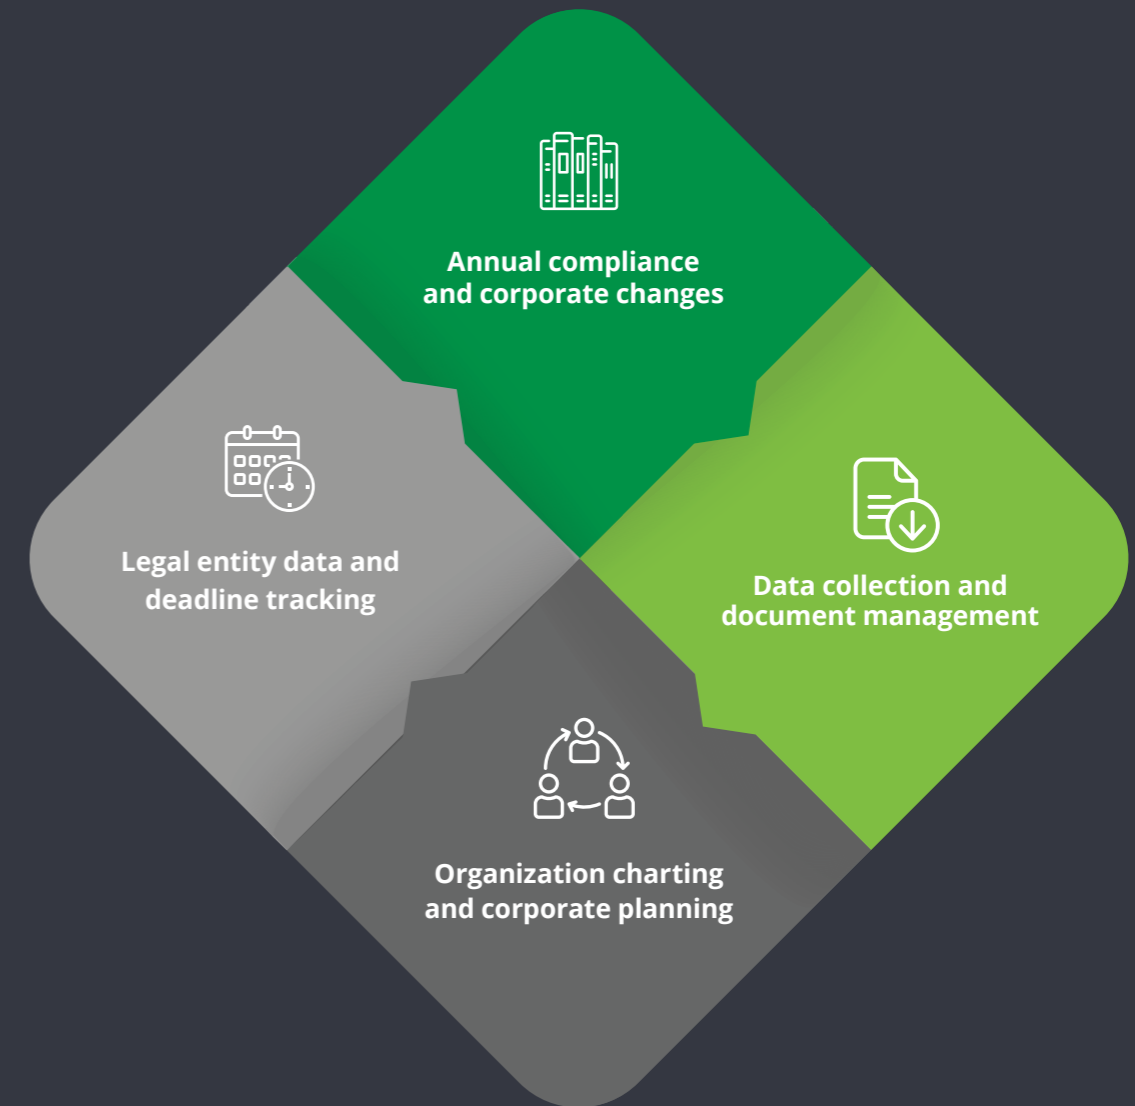 Annual compliance
and corporate changes
Legal entity data and
deadline tracking
Data collection and
document management
Organization charting
and corporate planning